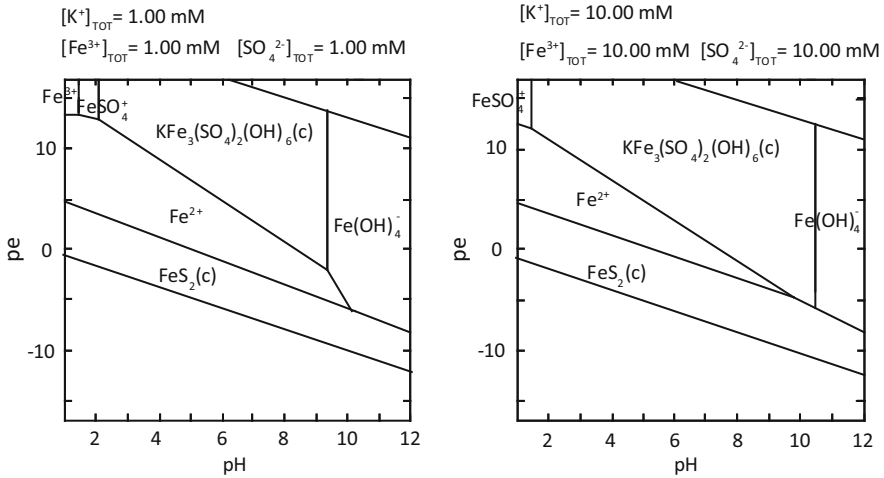 [K⁺]TOT= 1.00 mM
[Fe³⁺]TOT= 1.00 mM [SO₄²⁻]TOT= 1.00 mM
Fe³⁺
FeSO₄⁺
KFe₃(SO₄)₂(OH)₆(c)
Fe²⁺
Fe(OH)₄⁻
FeS₂(c)
10
0
-10
pe
2 4 6 8 10 12
pH
[K⁺]TOT= 10.00 mM
[Fe³⁺]TOT= 10.00 mM [SO₄²⁻]TOT= 10.00 mM
FeSO₄⁺
KFe₃(SO₄)₂(OH)₆(c)
Fe²⁺
Fe(OH)₄⁻
FeS₂(c)
10
0
-10
pe
2 4 6 8 10 12
pH